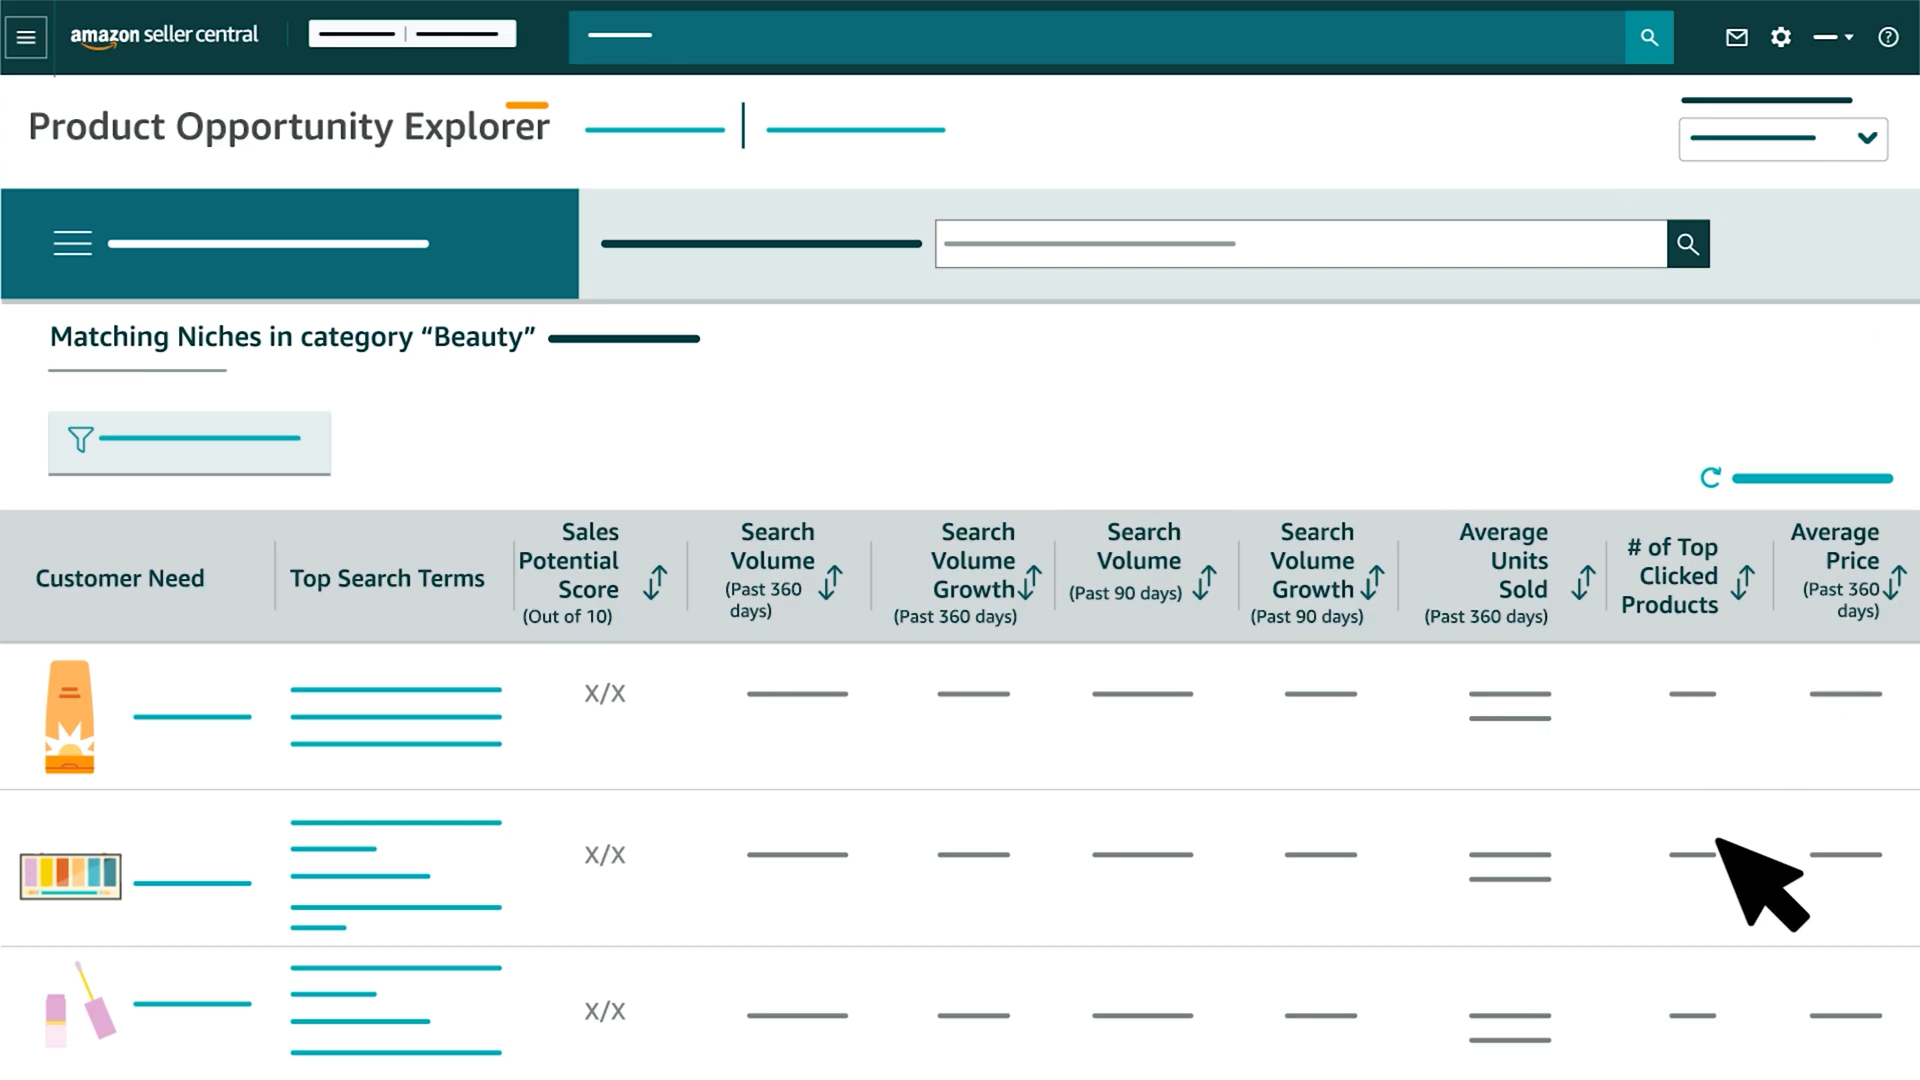 amazon seller central
Product Opportunity Explorer
Matching Niches in category “Beauty”
Customer Need
Top Search Terms
Sales
Potential
Score
(Out of 10)
Search
Volume
(Past 360
days)
Search
Volume
Growth
(Past 360 days)
Search
Volume
(Past 90 days)
Search
Volume
Growth
(Past 90 days)
Average
Units
Sold
(Past 360 days)
# of Top
Clicked
Products
Average
Price
(Past 360
days)
X/X
X/X
X/X